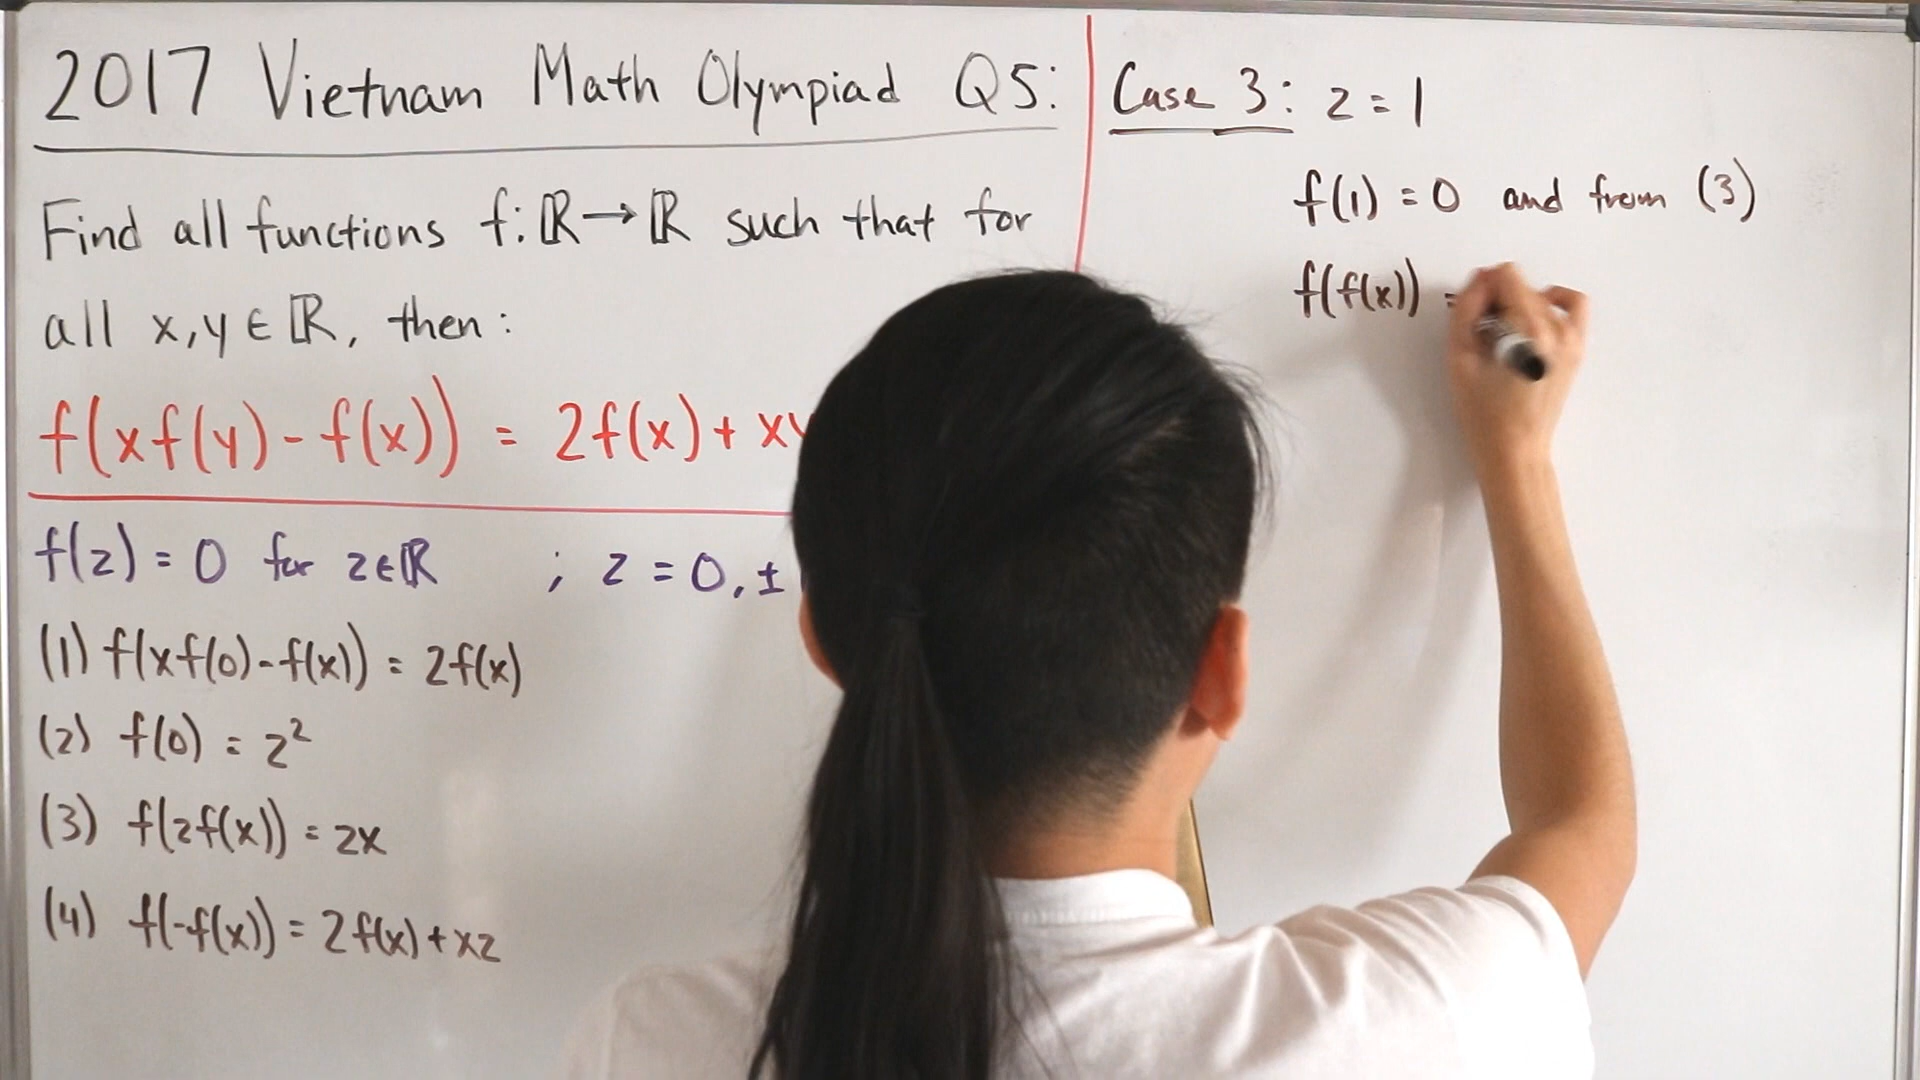 2017 Vietnam Math Olympiad Q5:
Find all functions f: ℝ→ℝ such that for
all x,y ∈ ℝ, then :
f(xf(y) - f(x)) = 2f(x) + xy
f(z) = 0 for z∈ℝ ; z = 0, ±
(1) f(xf(0) - f(x)) = 2f(x)
(2) f(0) = z²
(3) f(zf(x)) = zx
(4) f(-f(x)) = 2f(x) + xz
Case 3: z = 1
f(1) = 0 and from (3)
f(f(x)) =